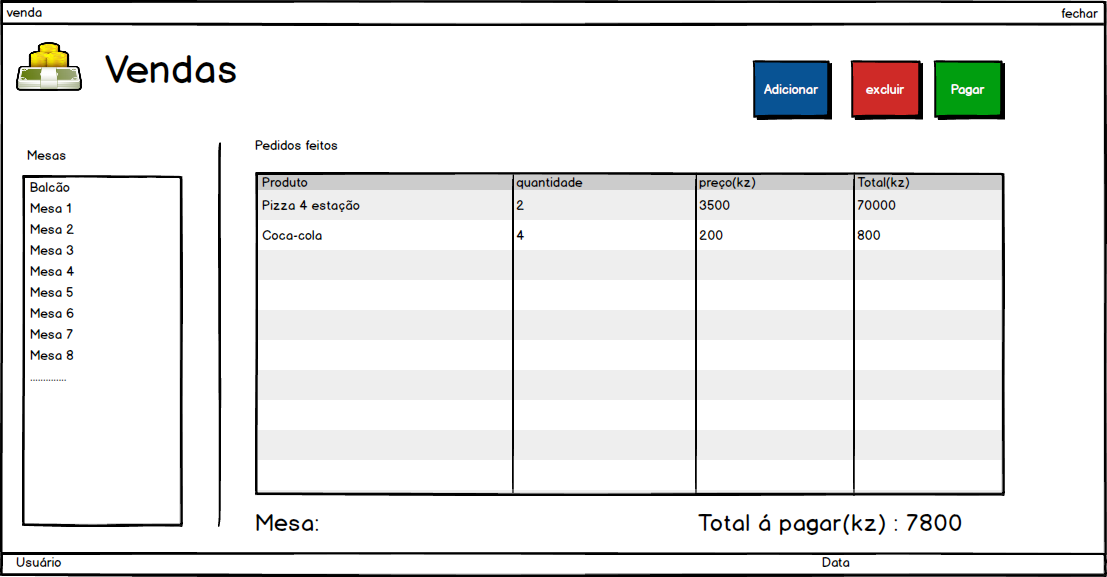 venda fechar
Vendas
Adicionar excluir Pagar
Pedidos feitos
Mesas
Produto quantidade preço(kz) Total(kz)
Balcão
Pizza 4 estação 2 3500 70000
Mesa 1
Mesa 2
Coca-cola 4 200 800
Mesa 3
Mesa 4
Mesa 5
Mesa 6
Mesa 7
Mesa 8
..............
Mesa: Total á pagar(kz) : 7800
Usuário Data